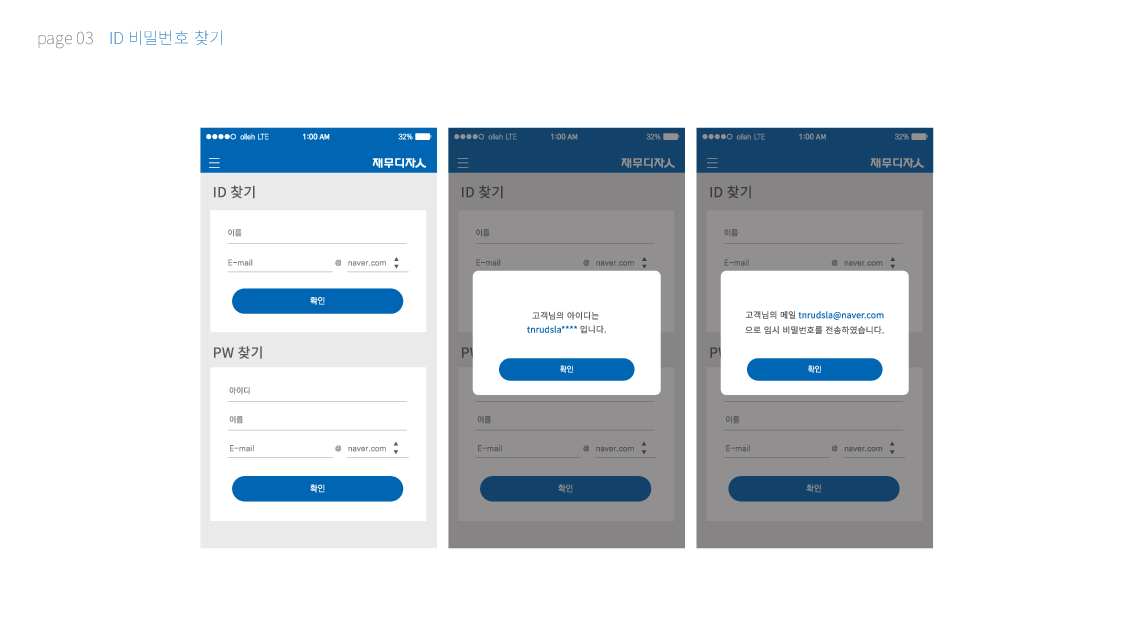 page 03 ID 비밀번호 찾기
olleh LTE 1:00 AM 32%
재무디자인
ID 찾기
이름
E-mail @ naver.com
확인
PW 찾기
아이디
이름
E-mail @ naver.com
확인
olleh LTE 1:00 AM 32%
재무디자인
ID 찾기
이름
E-mail @ naver.com
고객님의 아이디는
tnrudsla**** 입니다.
확인
PW
이름
E-mail @ naver.com
확인
olleh LTE 1:00 AM 32%
재무디자인
ID 찾기
이름
E-mail @ naver.com
고객님의 메일 tnrudsla@naver.com
으로 임시 비밀번호를 전송하였습니다.
확인
PW
이름
E-mail @ naver.com
확인